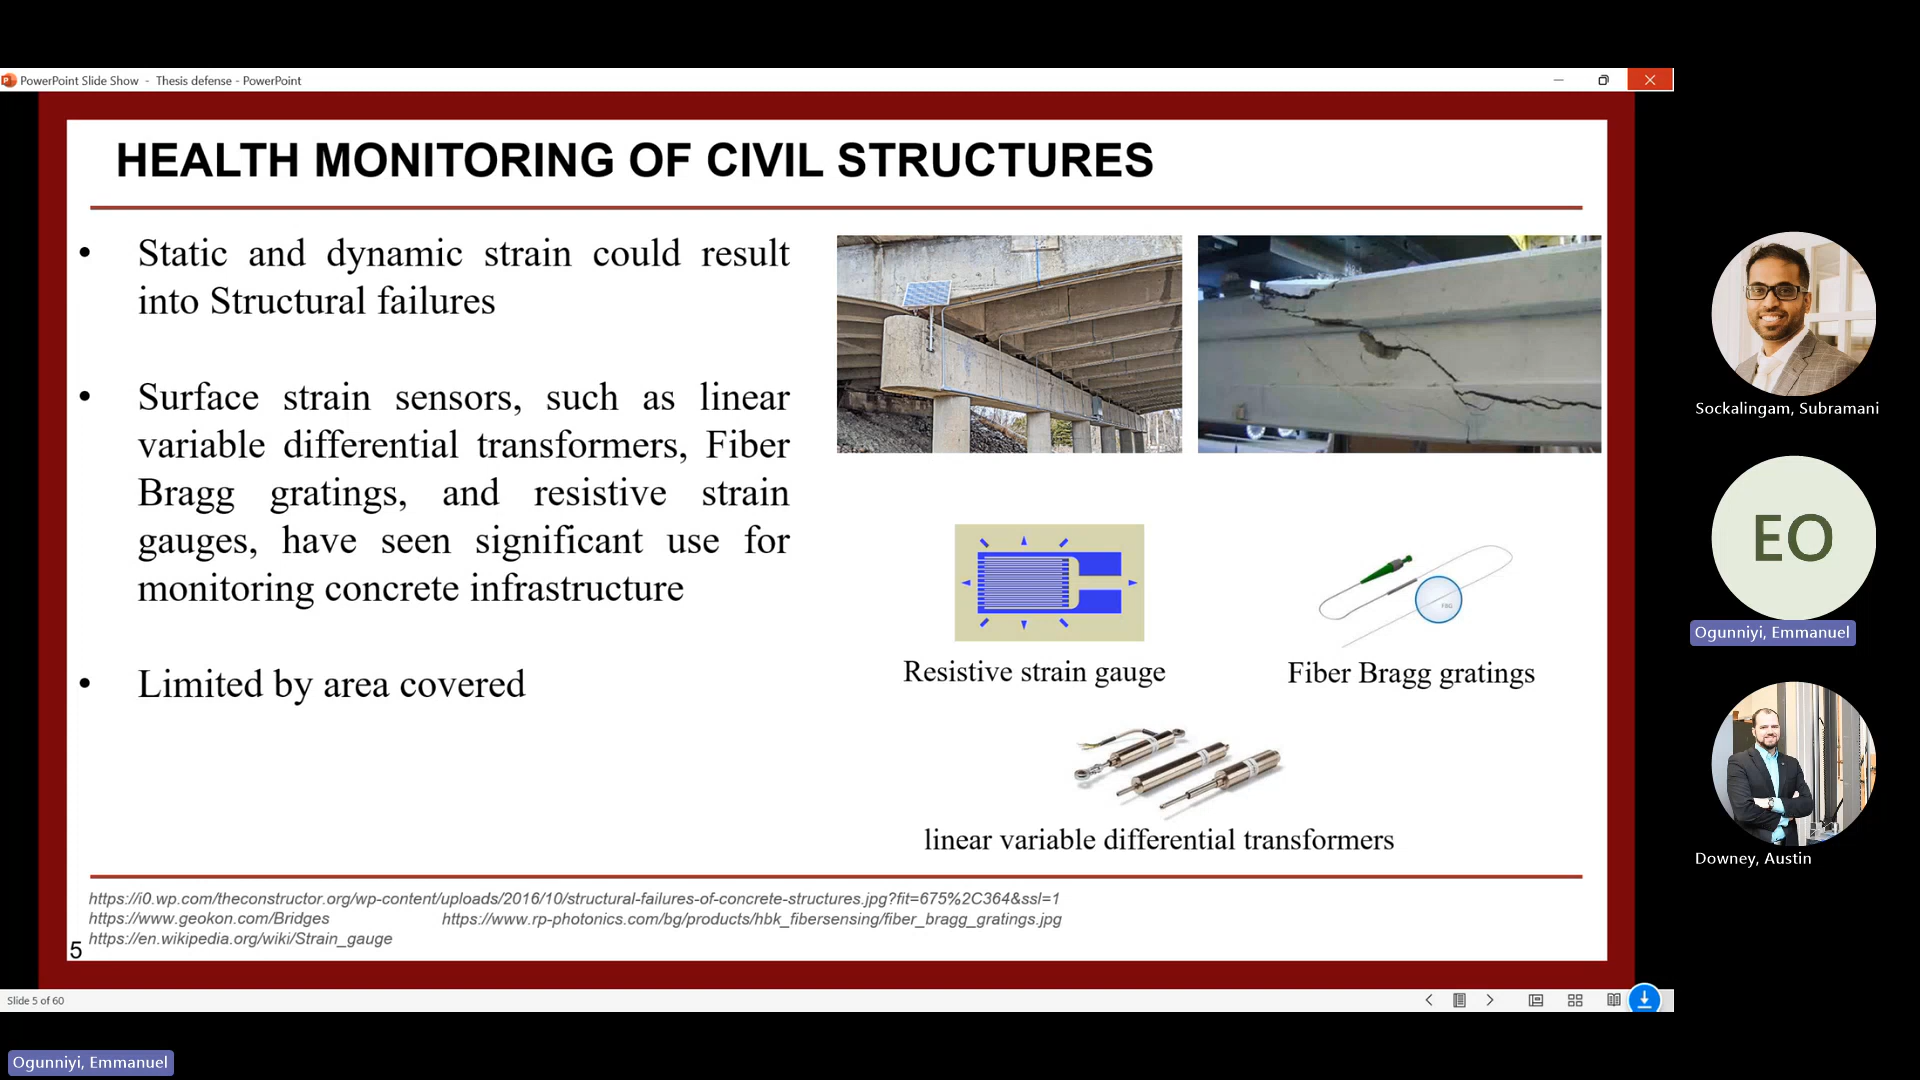 PowerPoint Slide Show - Thesis defense - PowerPoint
HEALTH MONITORING OF CIVIL STRUCTURES
• Static and dynamic strain could result
into Structural failures
• Surface strain sensors, such as linear
variable differential transformers, Fiber
Bragg gratings, and resistive strain
gauges, have seen significant use for
monitoring concrete infrastructure
• Limited by area covered
FBG
Resistive strain gauge
Fiber Bragg gratings
linear variable differential transformers
https://i0.wp.com/theconstructor.org/wp-content/uploads/2016/10/structural-failures-of-concrete-structures.jpg?fit=675%2C364&ssl=1
https://www.geokon.com/Bridges https://www.rp-photonics.com/bg/products/hbk_fibersensing/fiber_bragg_gratings.jpg
https://en.wikipedia.org/wiki/Strain_gauge
5
Slide 5 of 60
Sockalingam, Subramani
EO
Ogunniyi, Emmanuel
Downey, Austin
Ogunniyi, Emmanuel